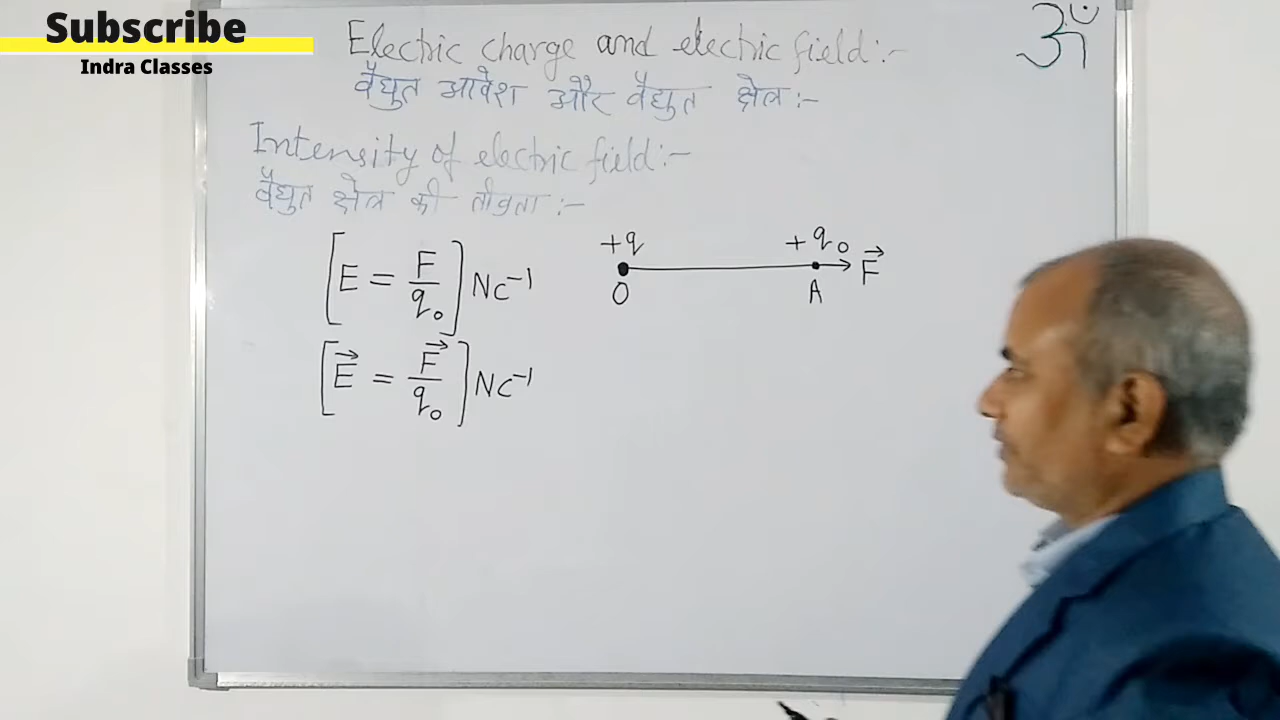 Subscribe
Indra Classes
ॐ
Electric charge and electric field:-
वैद्युत आवेश और वैद्युत क्षेत्र:-
Intensity of electric field:-
वैद्युत क्षेत्र की तीव्रता:-
[E = F/q₀] NC⁻¹
[E⃗ = F⃗/q₀] NC⁻¹
+q +q₀
F⃗
O A